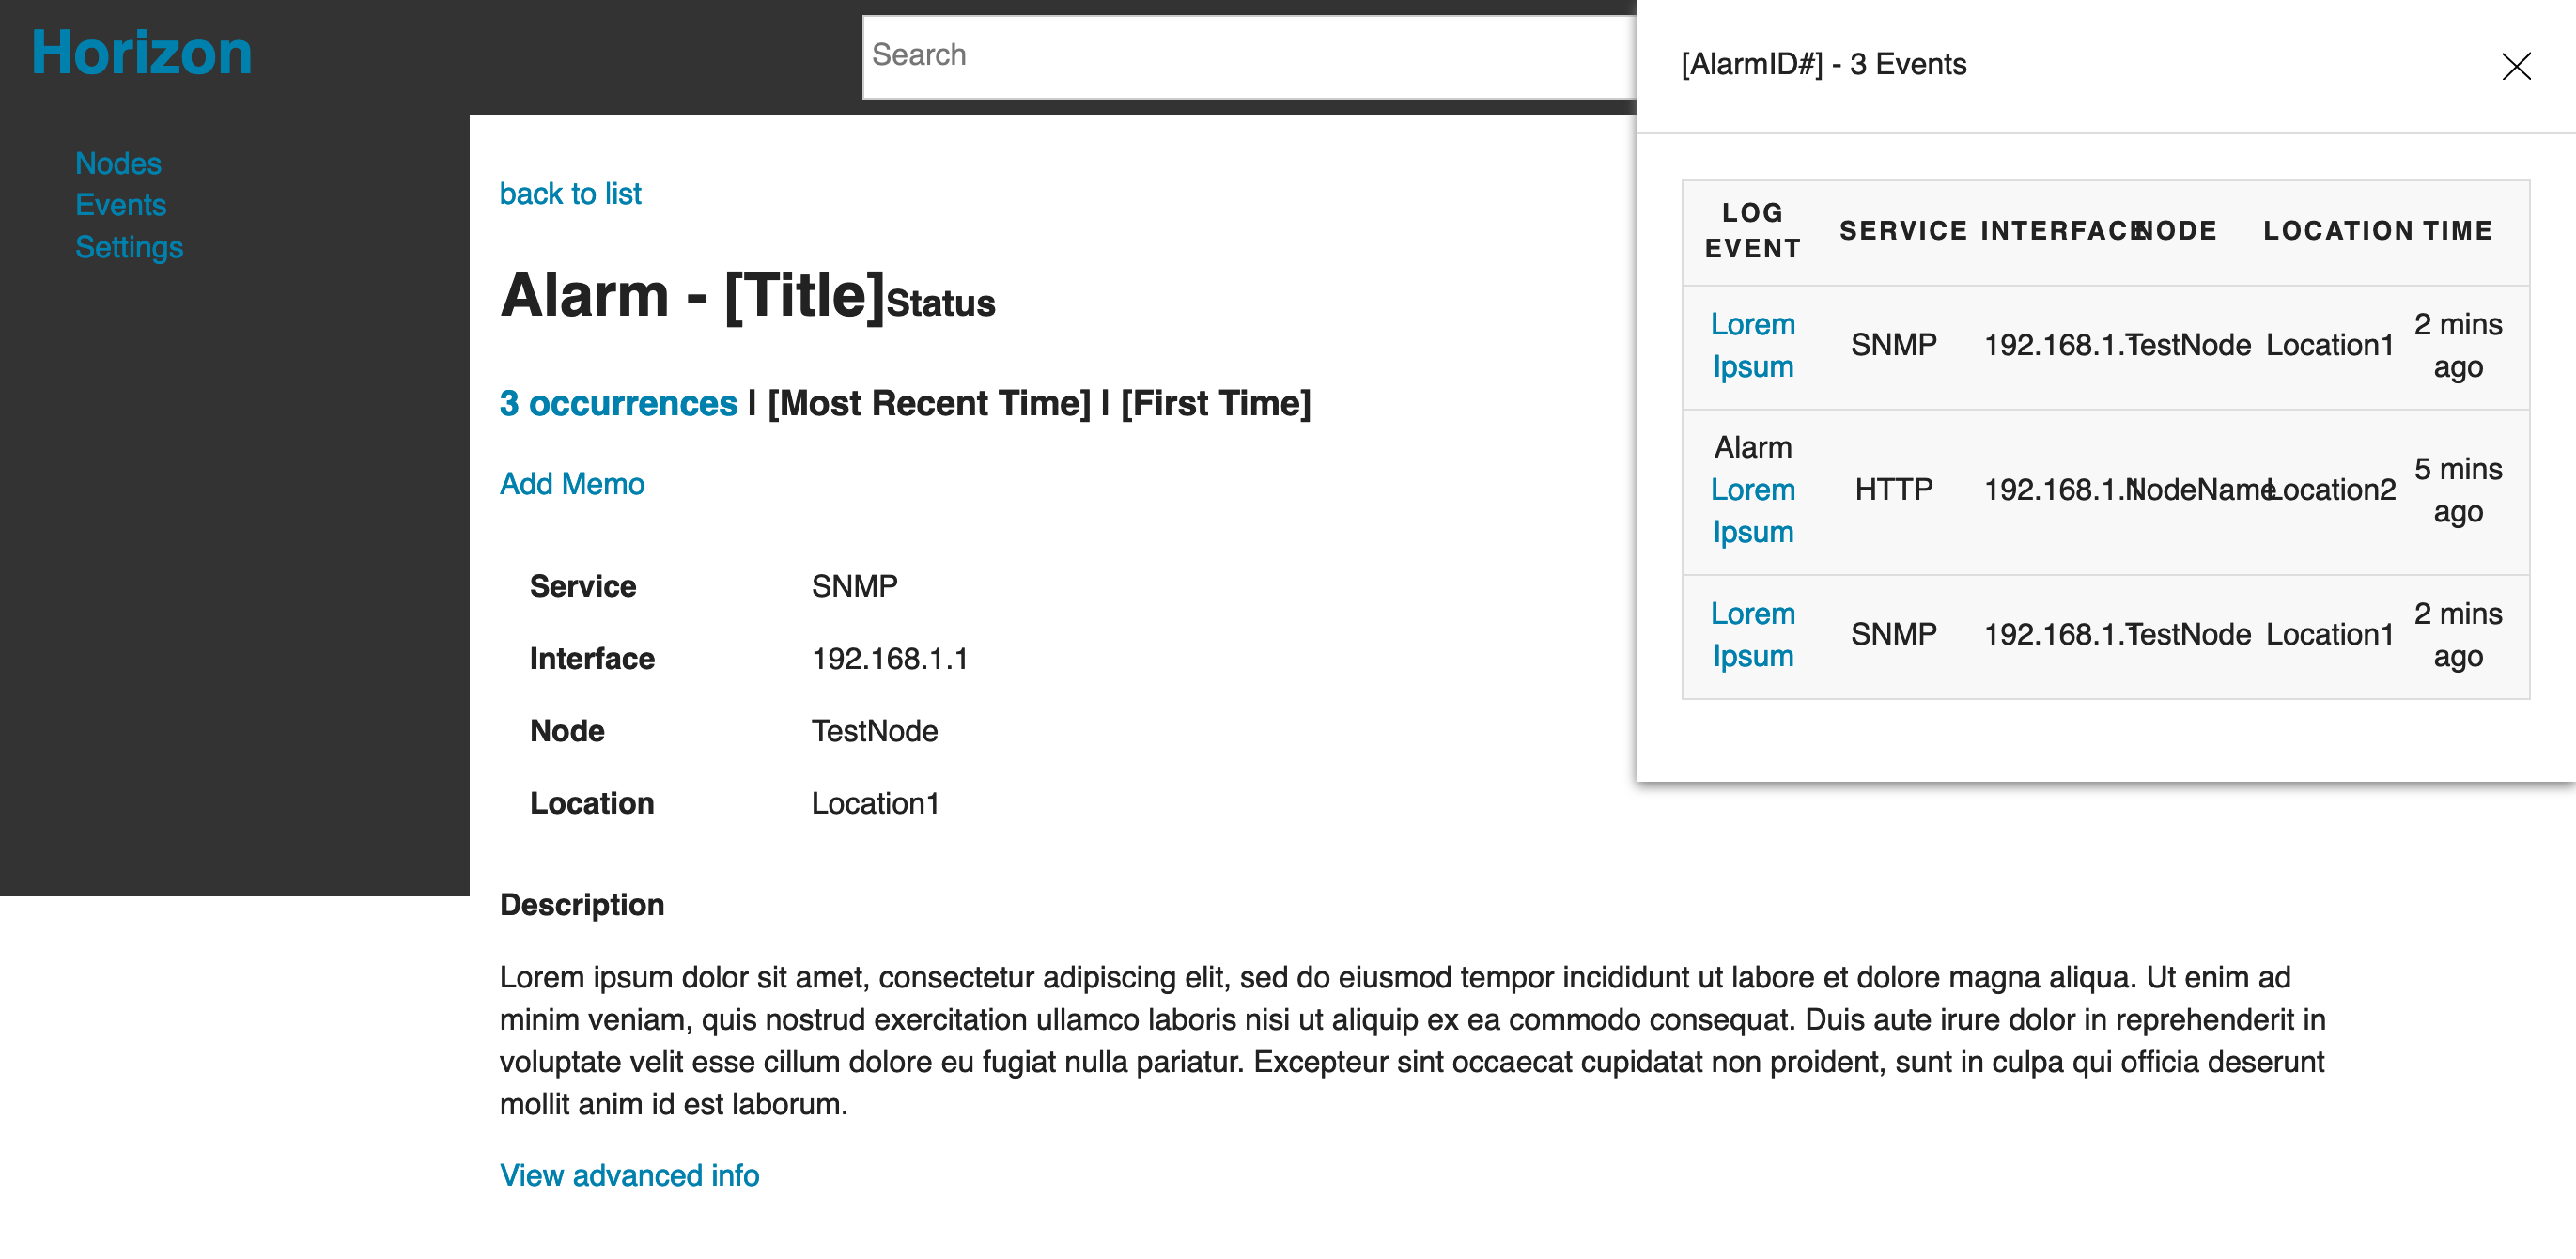 Horizon
Search
Nodes
Events
Settings
back to list
Alarm - [Title]Status
3 occurrences | [Most Recent Time] | [First Time]
Add Memo
Service SNMP
Interface 192.168.1.1
Node TestNode
Location Location1
Description
Lorem ipsum dolor sit amet, consectetur adipiscing elit, sed do eiusmod tempor incididunt ut labore et dolore magna aliqua. Ut enim ad
minim veniam, quis nostrud exercitation ullamco laboris nisi ut aliquip ex ea commodo consequat. Duis aute irure dolor in reprehenderit in
voluptate velit esse cillum dolore eu fugiat nulla pariatur. Excepteur sint occaecat cupidatat non proident, sunt in culpa qui officia deserunt
mollit anim id est laborum.
View advanced info
[AlarmID#] - 3 Events
LOG EVENT SERVICE INTERFACE NODE LOCATION TIME
Lorem Ipsum SNMP 192.168.1.1 TestNode Location1 2 mins ago
Alarm Lorem Ipsum HTTP 192.168.1.1 NodeName Location2 5 mins ago
Lorem Ipsum SNMP 192.168.1.1 TestNode Location1 2 mins ago